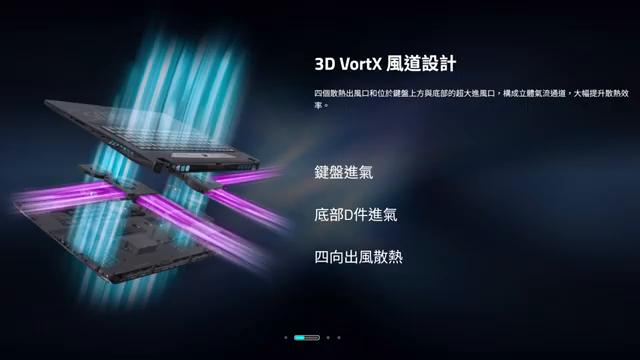 3D VortX 風道設計
四個散熱出風口和位於鍵盤上方與底部的超大進風口，構成立體氣流通道，大幅提升散熱效
率。
鍵盤進氣
底部D件進氣
四向出風散熱